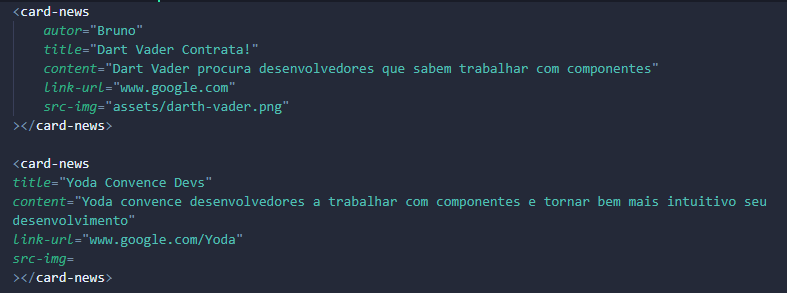 <card-news
    autor="Bruno"
    title="Dart Vader Contrata!"
    content="Dart Vader procura desenvolvedores que sabem trabalhar com componentes"
    link-url="www.google.com"
    src-img="assets/darth-vader.png"
></card-news>

<card-news
title="Yoda Convence Devs"
content="Yoda convence desenvolvedores a trabalhar com componentes e tornar bem mais intuitivo seu
desenvolvimento"
link-url="www.google.com/Yoda"
src-img=
></card-news>